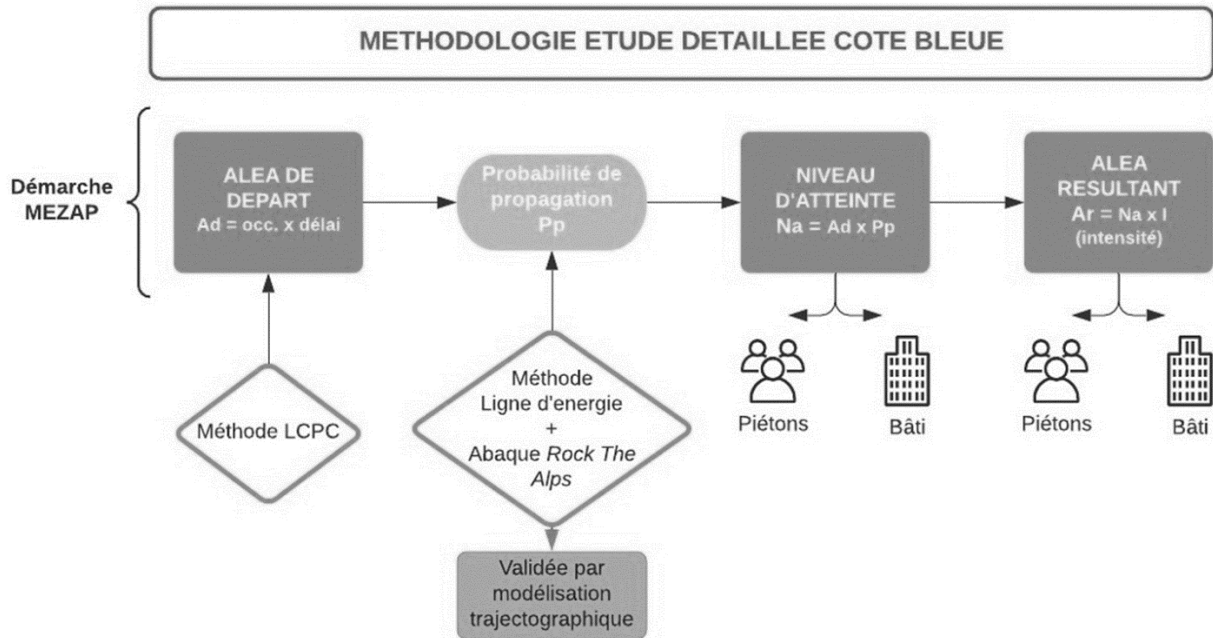 METHODOLOGIE ETUDE DETAILLEE COTE BLEUE
Démarche
MEZAP
ALEA DE
DEPART
Ad = occ. x délai
Probabilité de
propagation
Pp
NIVEAU
D'ATTEINTE
Na = Ad x Pp
ALEA
RESULTANT
Ar = Na x I
(intensité)
Méthode LCPC
Méthode
Ligne d'energie
+
Abaque Rock The
Alps
Piétons
Bâti
Piétons
Bâti
Validée par
modélisation
trajectographique